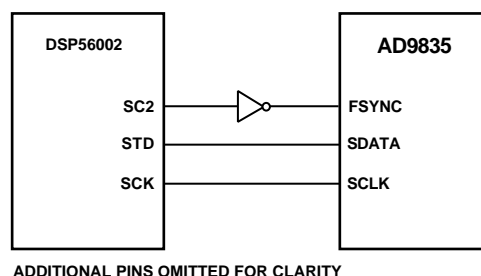 DSP56002
AD9835
SC2
FSYNC
STD
SDATA
SCK
SCLK
ADDITIONAL PINS OMITTED FOR CLARITY